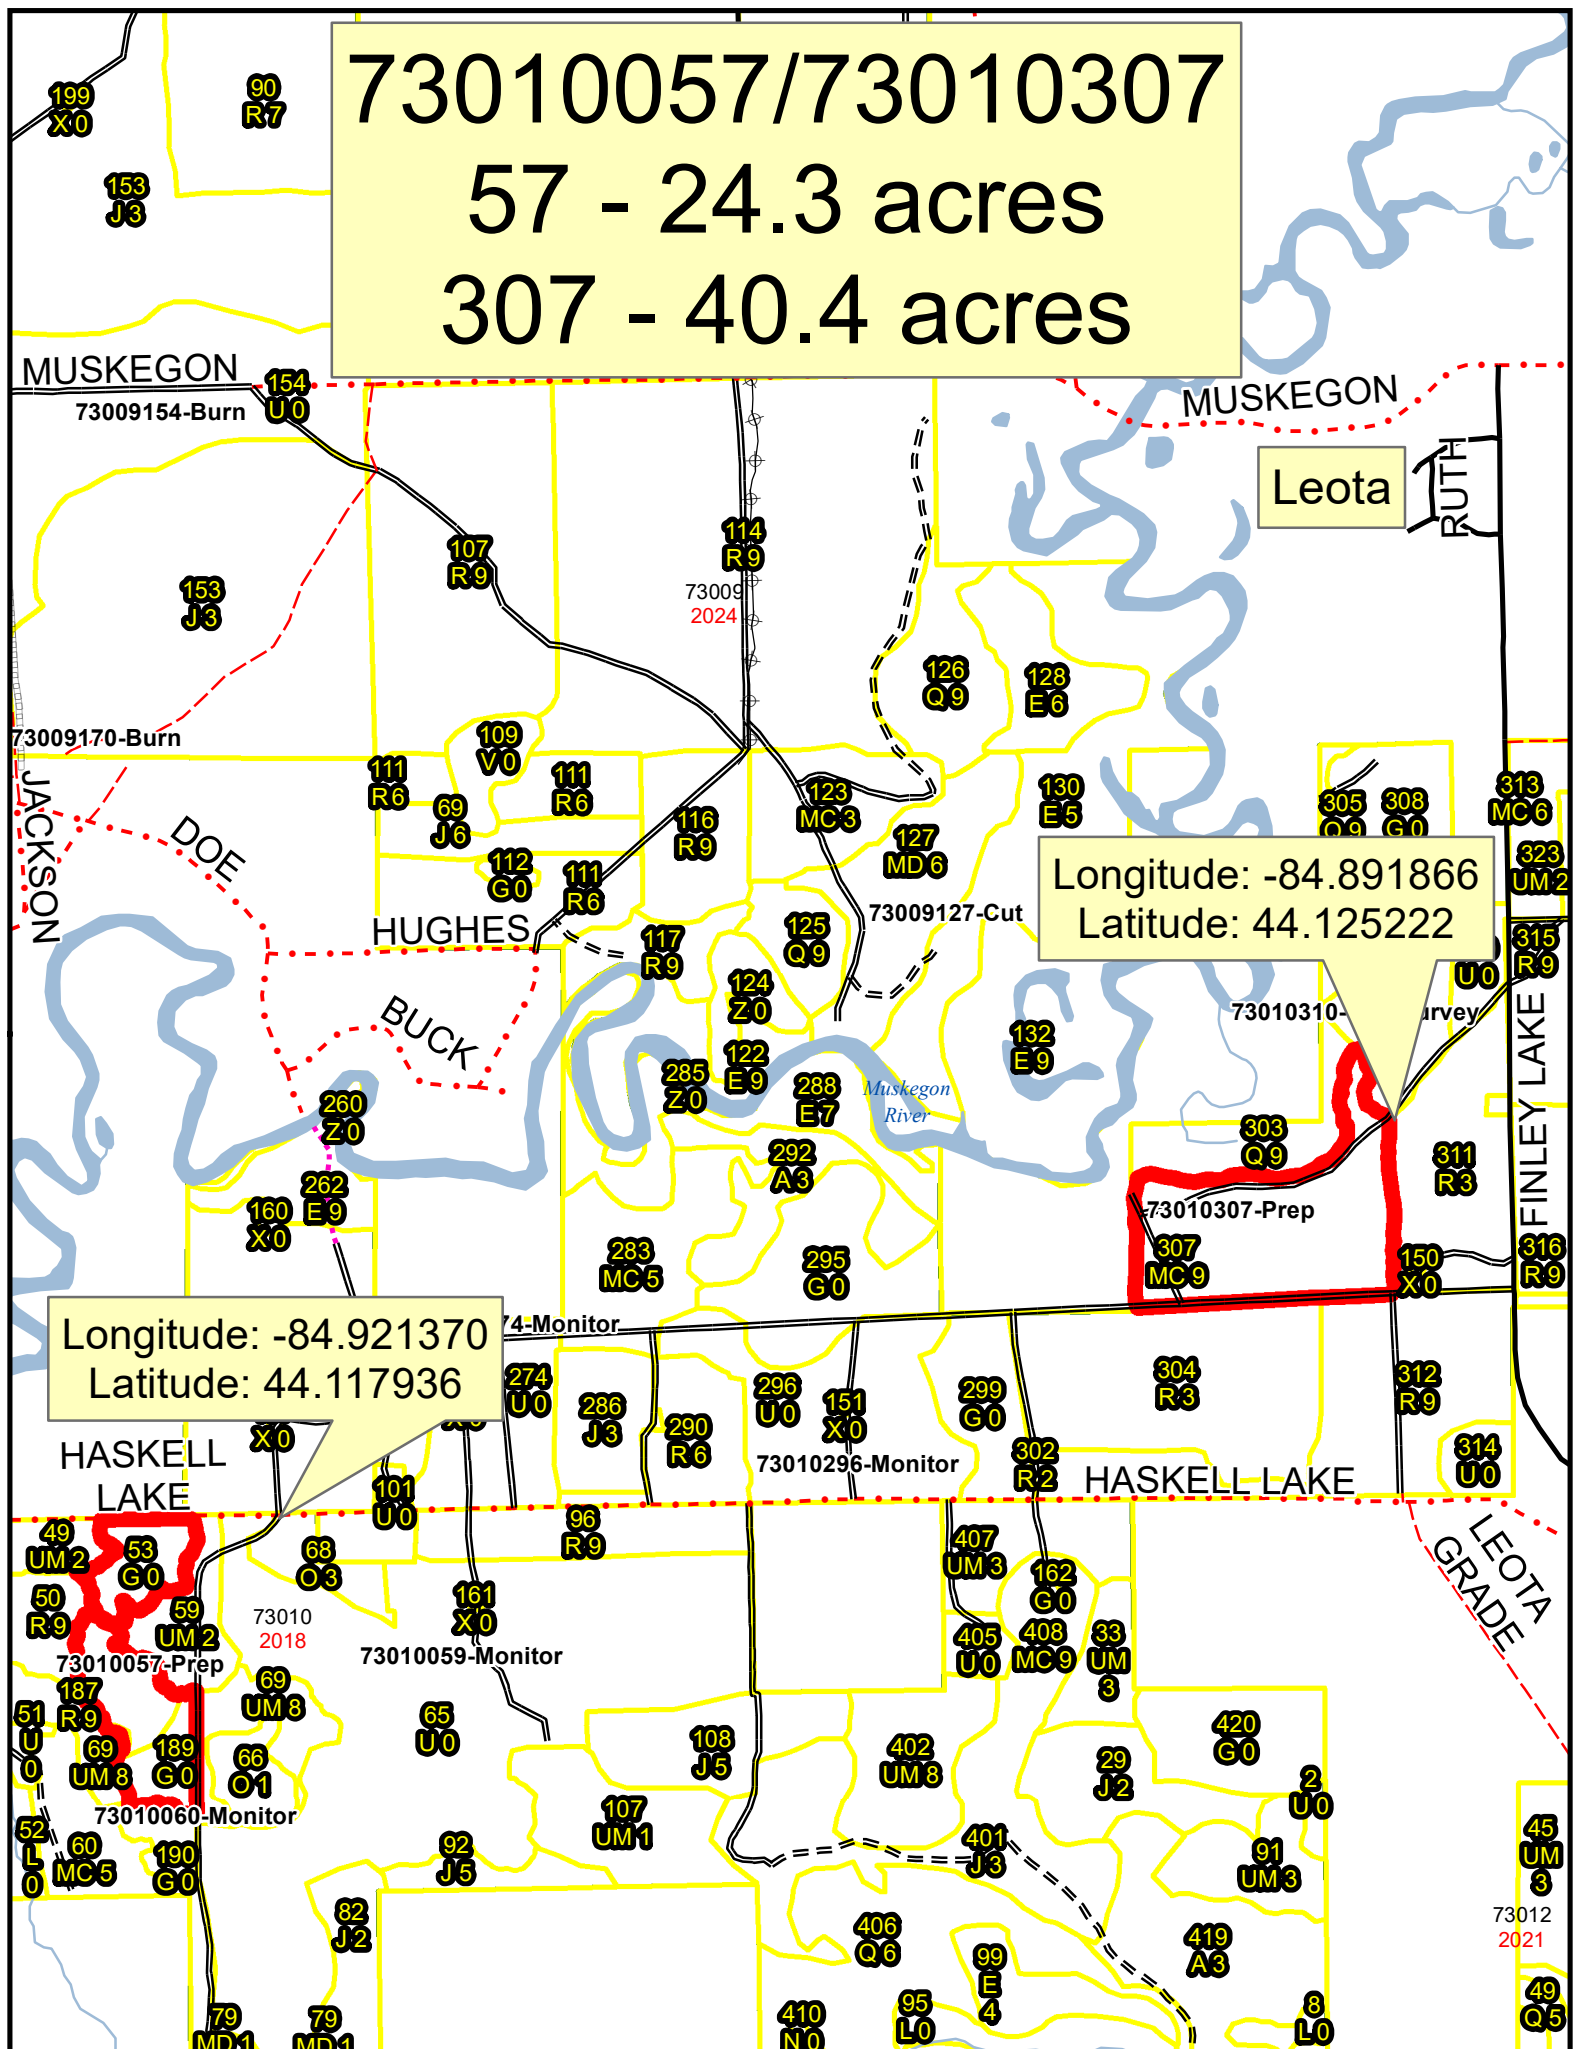 73010057/73010307
57 - 24.3 acres
307 - 40.4 acres
199
X 0
90
R 7
153
J 3
MUSKEGON
154
U 0
73009154-Burn
MUSKEGON
Leota
RUTH
107
R 9
114
R 9
153
J 3
73009
2024
126
Q 9
128
E 6
73009170-Burn
109
V 0
111
R 6
111
R 6
69
J 6
123
MC 3
130
E 5
305
Q 9
308
G 0
313
MC 6
JACKSON
DOE
116
R 9
127
MD 6
323
UM 2
112
G 0
111
R 6
Longitude: -84.891866
Latitude: 44.125222
HUGHES
73009127-Cut
117
R 9
125
Q 9
315
R 9
U 0
124
Z 0
BUCK
73010310-
urvey
132
E 9
FINLEY LAKE
122
E 9
285
Z 0
288
E 7
Muskegon
River
260
Z 0
303
Q 9
292
A 3
311
R 3
262
E 9
160
X 0
73010307-Prep
283
MC 5
295
G 0
307
MC 9
150
X 0
316
R 9
Longitude: -84.921370
Latitude: 44.117936
74-Monitor
274
U 0
286
J 3
290
R 6
296
U 0
151
X 0
299
G 0
304
R 3
312
R 9
X 0
HASKELL
LAKE
302
R 2
314
U 0
73010296-Monitor
HASKELL LAKE
101
U 0
49
UM 2
53
G 0
68
O 3
96
R 9
407
UM 3
162
G 0
LEOTA
GRADE
50
R 9
59
UM 2
73010
2018
161
X 0
405
U 0
408
MC 9
33
UM
3
73010057-Prep
73010059-Monitor
187
R 9
69
UM 8
51
U
0
69
UM 8
189
G 0
66
O 1
65
U 0
108
J 5
402
UM 8
29
J 2
420
G 0
2
U 0
73010060-Monitor
107
UM 1
52
L
0
60
MC 5
190
G 0
92
J 5
401
J 3
91
UM 3
45
UM
3
82
J 2
406
Q 6
419
A 3
73012
2021
99
E
4
79
MD 1
79
MD 1
410
N 0
95
L 0
8
L 0
49
Q 5